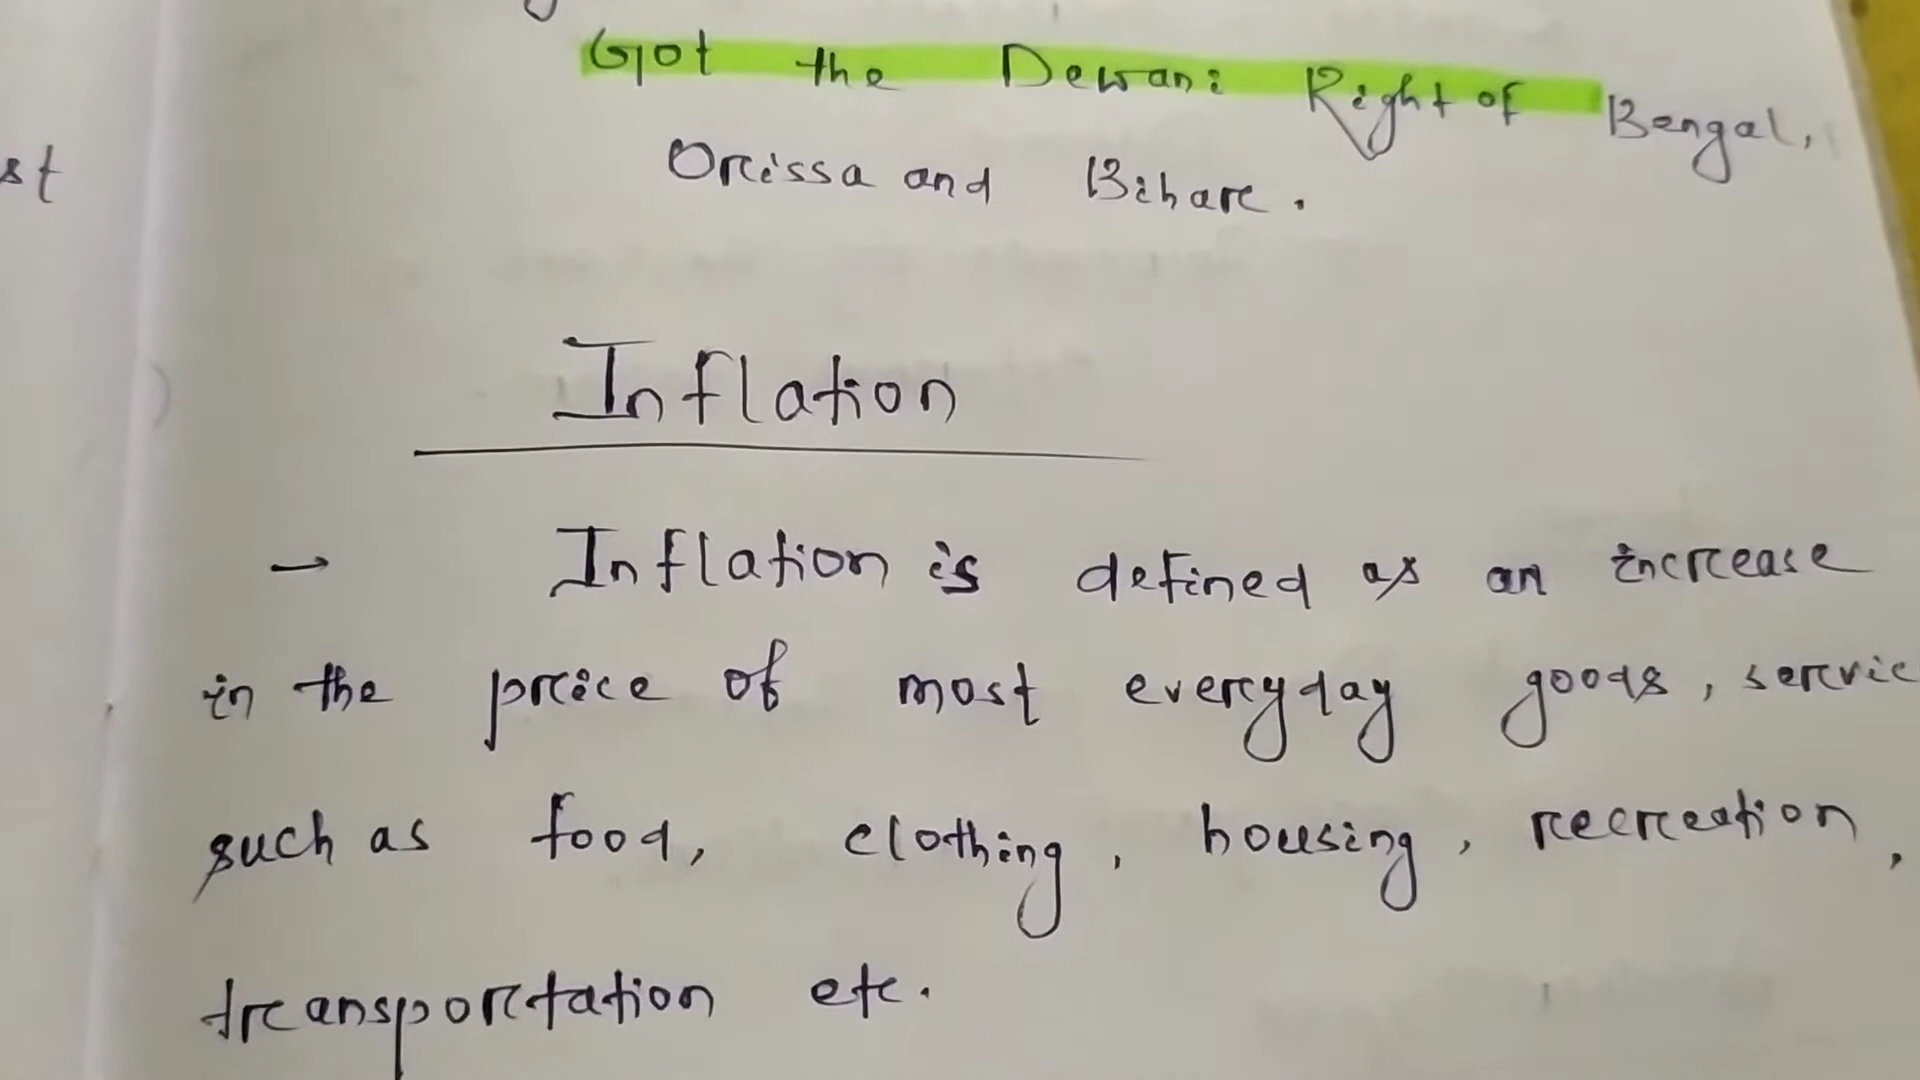 Got the Dewani Right of Bengal,
Orissa and Bihar.
st
Inflation
→ Inflation is defined as an increase
in the price of most everyday goods, servic
such as food, clothing, housing, recreation,
transportation etc.